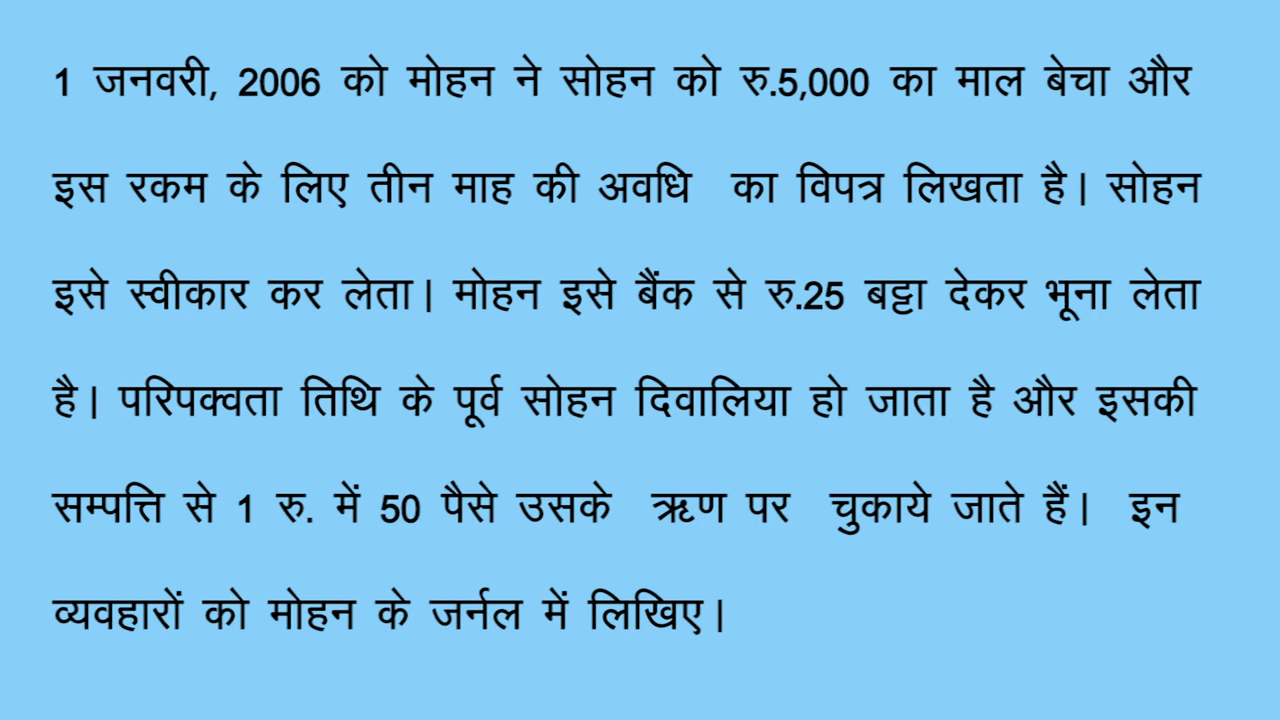 1 जनवरी, 2006 को मोहन ने सोहन को रु.5,000 का माल बेचा और
इस रकम के लिए तीन माह की अवधि का विपत्र लिखता है। सोहन
इसे स्वीकार कर लेता। मोहन इसे बैंक से रु.25 बट्टा देकर भूना लेता
है। परिपक्वता तिथि के पूर्व सोहन दिवालिया हो जाता है और इसकी
सम्पत्ति से 1 रु. में 50 पैसे उसके ऋण पर चुकाये जाते हैं। इन
व्यवहारों को मोहन के जर्नल में लिखिए।